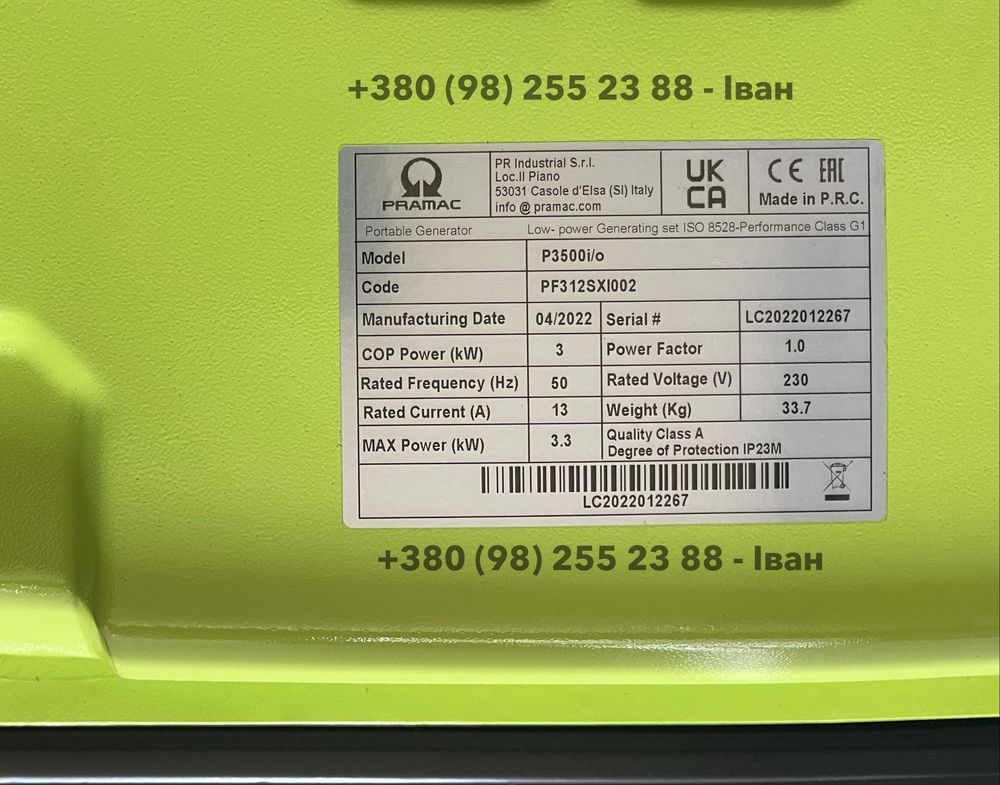 +380 (98) 255 23 88 - Іван
PRAMAC
PR Industrial S.r.l.
Loc.Il Piano
53031 Casole d'Elsa (SI) Italy
info @ pramac.com
UK
CA
CE EAC
Made in P.R.C.
Portable Generator Low- power Generating set ISO 8528-Performance Class G1
Model P3500i/o
Code PF312SXI002
Manufacturing Date 04/2022 Serial # LC2022012267
COP Power (kW) 3 Power Factor 1.0
Rated Frequency (Hz) 50 Rated Voltage (V) 230
Rated Current (A) 13 Weight (Kg) 33.7
MAX Power (kW) 3.3 Quality Class A
Degree of Protection IP23M
LC2022012267
+380 (98) 255 23 88 - Іван